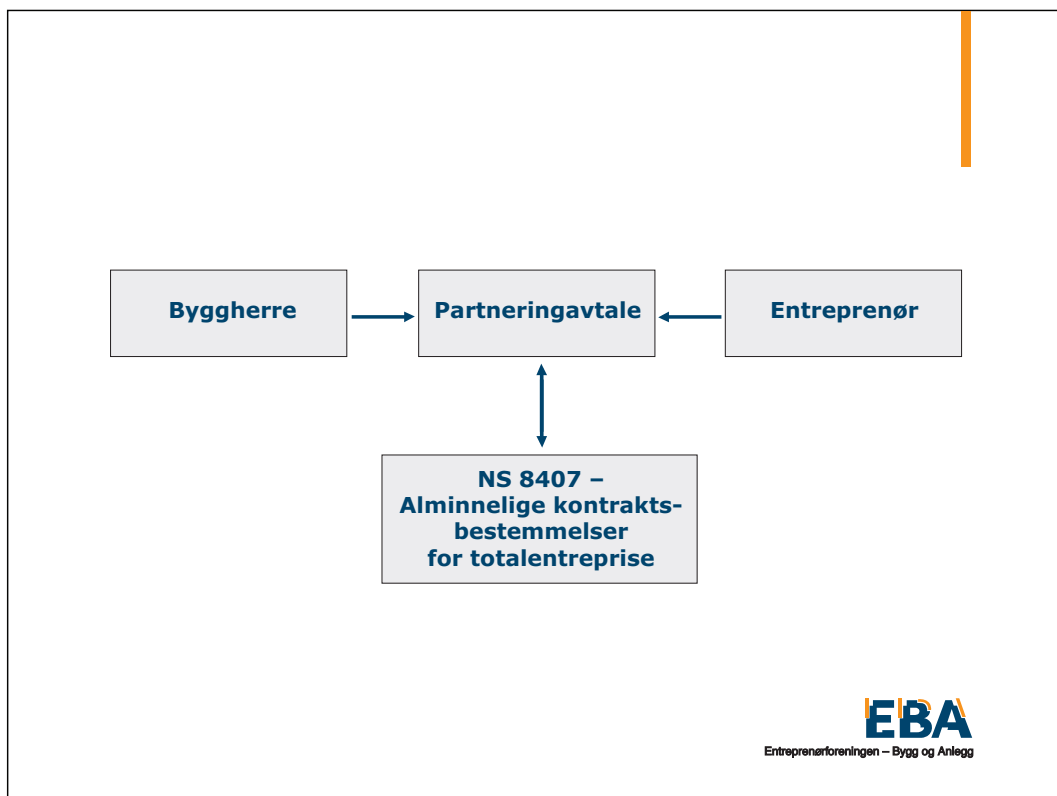 Byggherre
Partneringavtale
Entreprenør
NS 8407 –
Alminnelige kontrakts-
bestemmelser
for totalentreprise
EBA
Entreprenørforeningen – Bygg og Anlegg